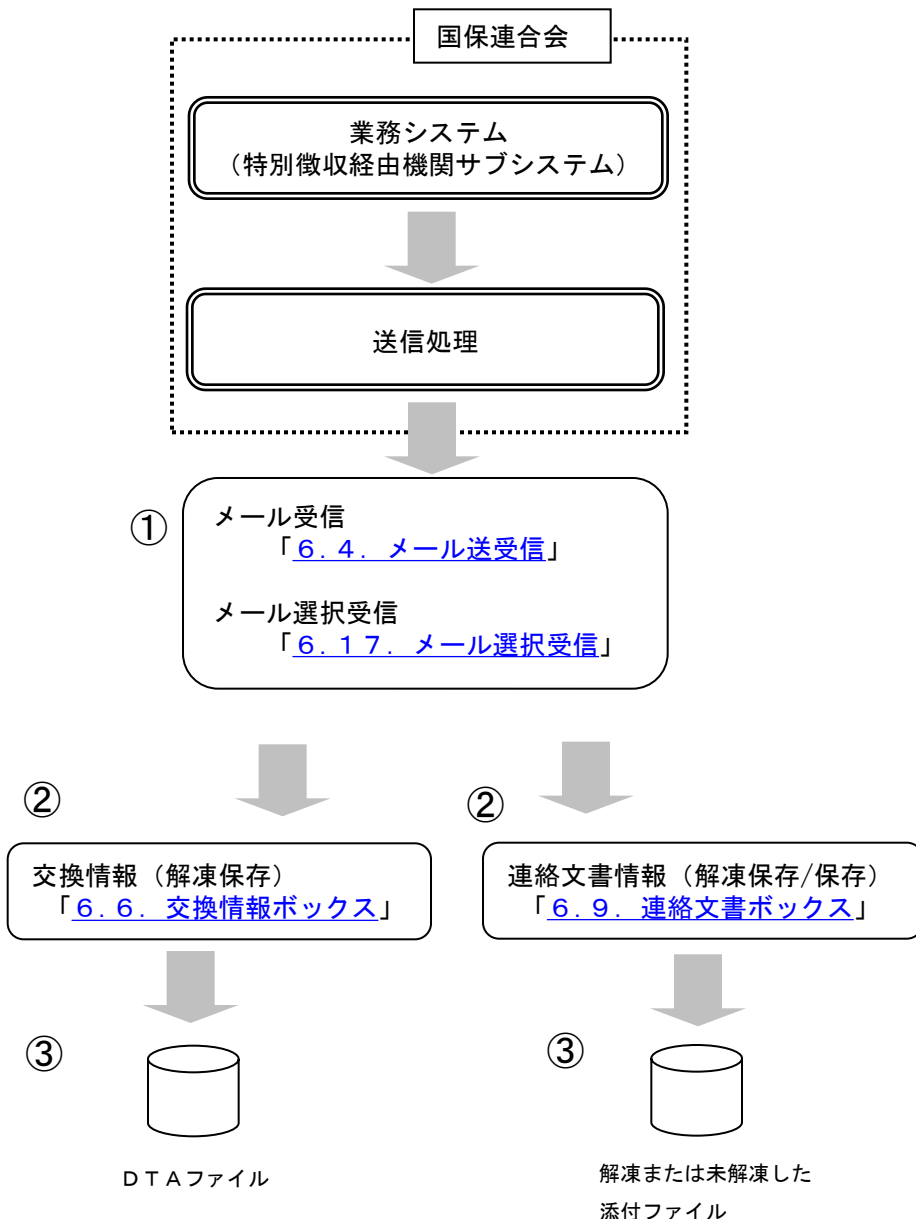 国保連合会
業務システム
（特別徴収経由機関サブシステム）
送信処理
①
メール受信
「６．４．メール送受信」
メール選択受信
「６．１７．メール選択受信」
②
交換情報（解凍保存）
「６．６．交換情報ボックス」
②
連絡文書情報（解凍保存/保存）
「６．９．連絡文書ボックス」
③
ＤＴＡファイル
③
解凍または未解凍した
添付ファイル